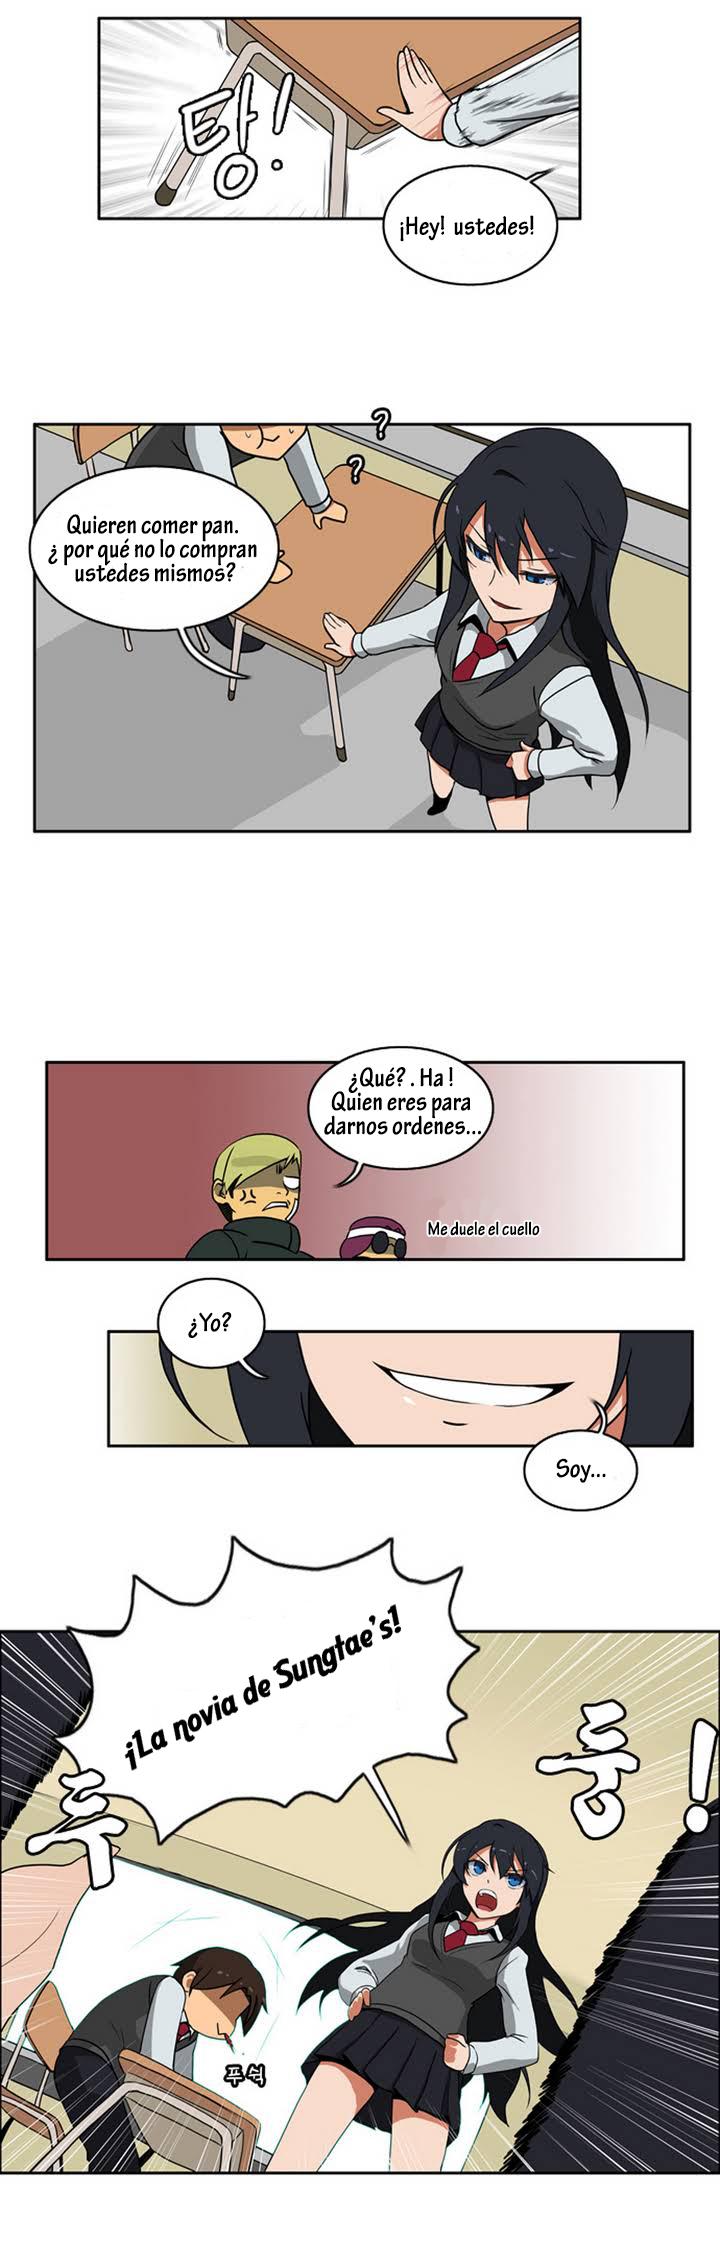 탕!
¡Hey! ustedes!
?
?
Quieren comer pan.
¿ por qué no lo compran
ustedes mismos?
¿Qué? . Ha !
Quien eres para
darnos ordenes...
Me duele el cuello
¿Yo?
Soy...
¡La novia de Sungtae's!
두
둥!
푸쉭